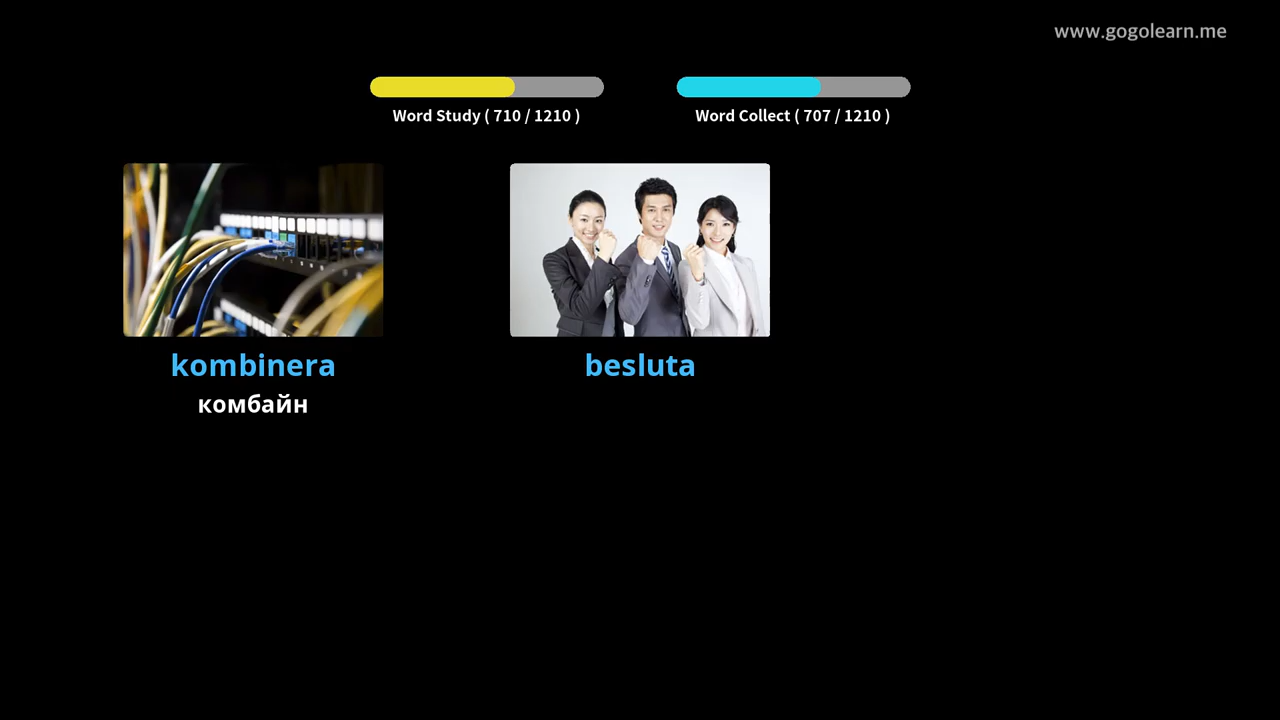 www.gogolearn.me
Word Study ( 710 / 1210 )
Word Collect ( 707 / 1210 )
kombinera
комбайн
besluta